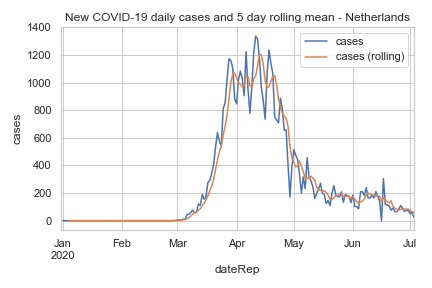 New COVID-19 daily cases and 5 day rolling mean - Netherlands
1400
1200
1000
800
600
400
200
0
cases
cases
cases (rolling)
Jan
2020
Feb
Mar
Apr
May
Jun
Jul
dateRep